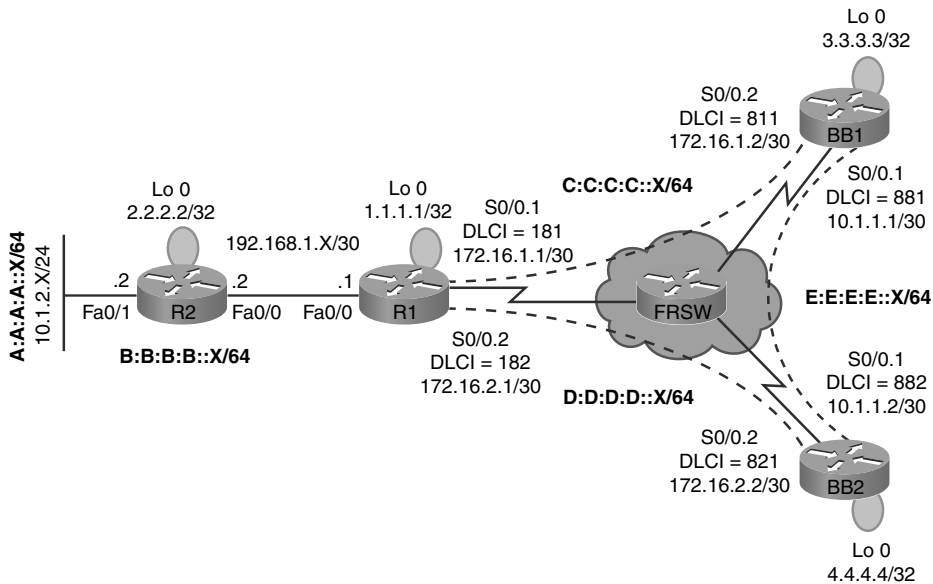 Lo 0
3.3.3.3/32
S0/0.2
DLCI = 811
172.16.1.2/30
BB1
Lo 0
2.2.2.2/32
Lo 0
1.1.1.1/32
C:C:C:C::X/64
S0/0.1
DLCI = 881
10.1.1.1/30
S0/0.1
DLCI = 181
172.16.1.1/30
192.168.1.X/30
A:A:A:A::X/64
10.1.2.X/24
.2
.2
.1
Fa0/1
R2
Fa0/0
Fa0/0
R1
FRSW
E:E:E:E::X/64
B:B:B:B::X/64
S0/0.2
DLCI = 182
172.16.2.1/30
D:D:D:D::X/64
S0/0.1
DLCI = 882
10.1.1.2/30
S0/0.2
DLCI = 821
172.16.2.2/30
BB2
Lo 0
4.4.4.4/32